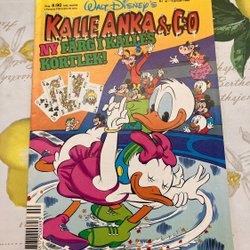 WALT DISNEY'S
KALLE ANKA & C:O
NY FÄRG I KALLES
KORTLEK!